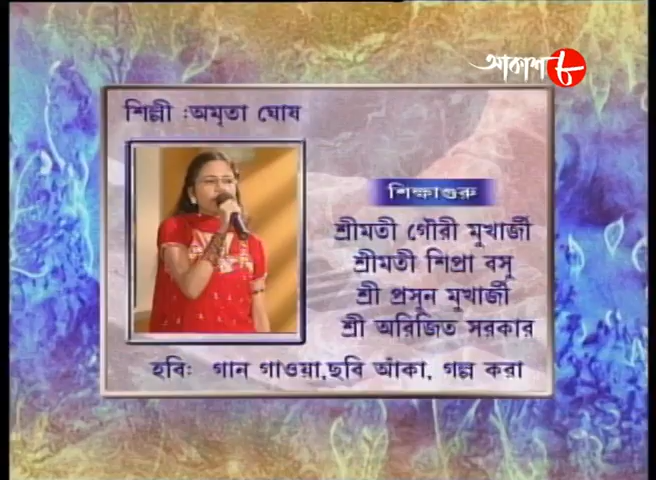 আকাশ ৮
শিল্পী :অমৃতা ঘোষ
শিক্ষাগুরু
শ্রীমতী গৌরী মুখার্জী
শ্রীমতী শিপ্রা বসু
শ্রী প্রসূন মুখার্জী
শ্রী অরিজিত সরকার
হবি: গান গাওয়া,ছবি আঁকা, গল্প করা